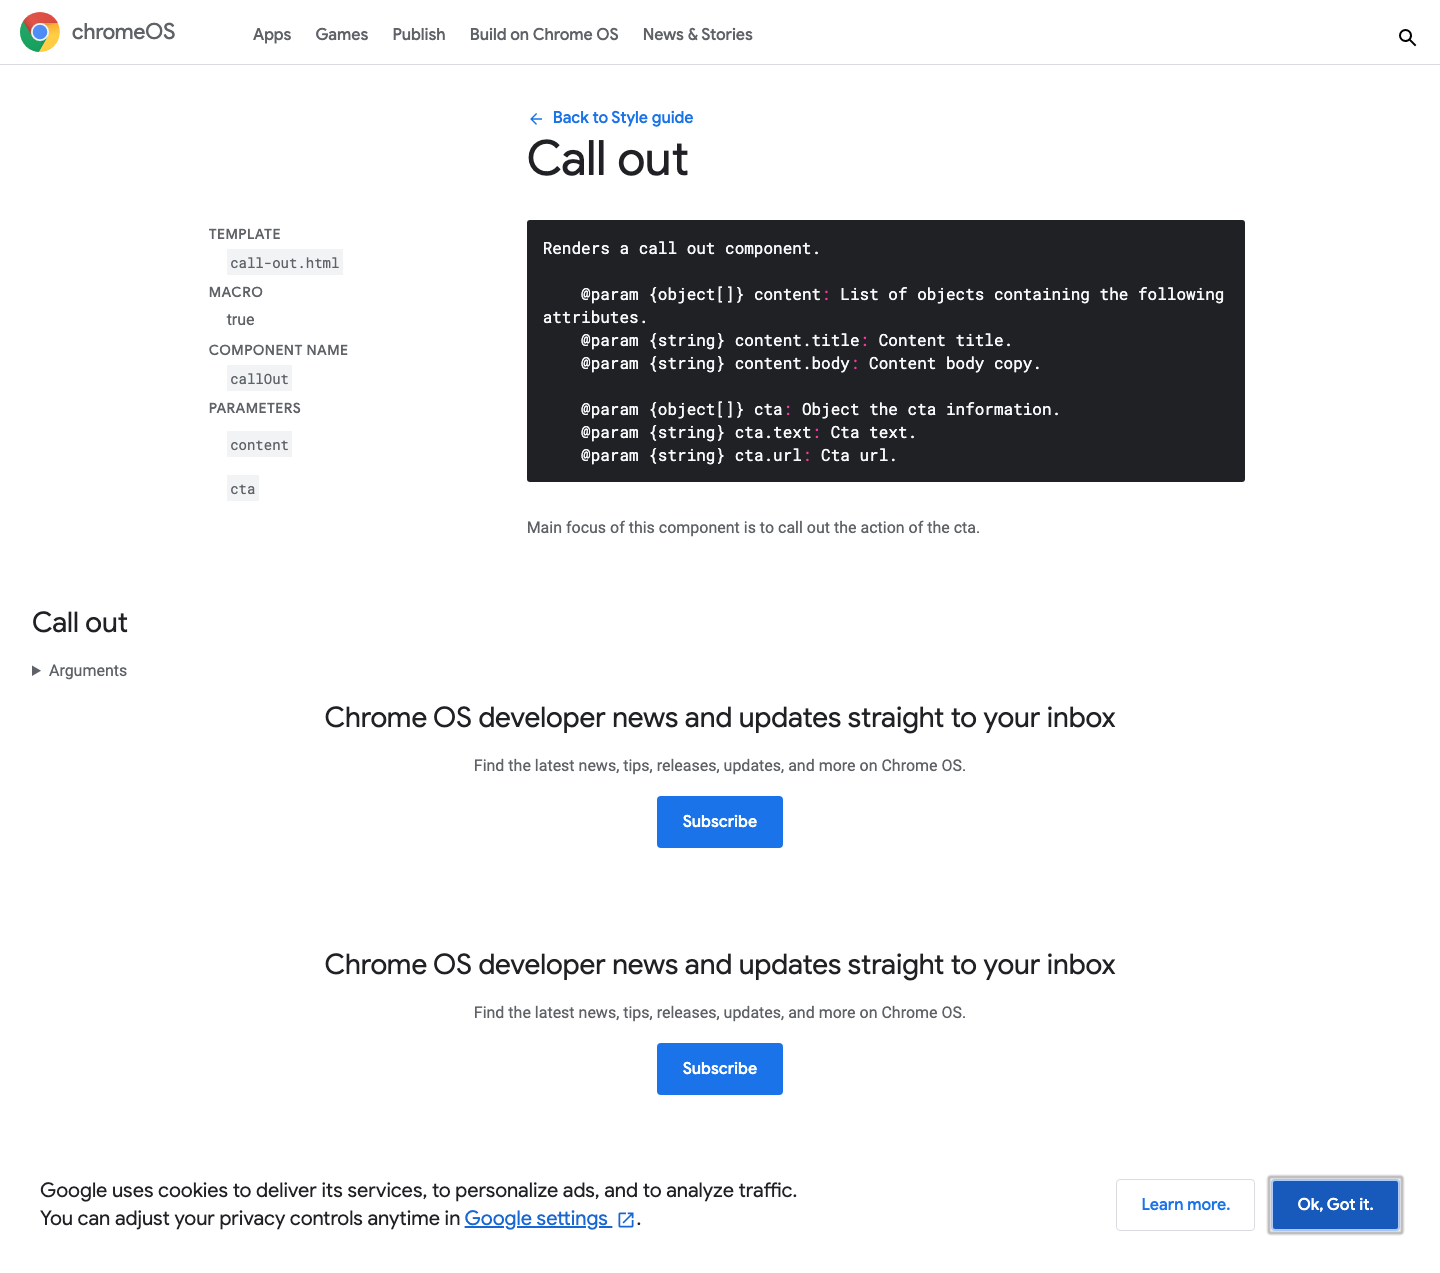 chromeOS
Apps Games Publish Build on Chrome OS News & Stories
Back to Style guide
Call out
TEMPLATE
call-out.html
MACRO
true
COMPONENT NAME
callOut
PARAMETERS
content
cta
Renders a call out component.
@param {object[]} content: List of objects containing the following
attributes.
@param {string} content.title: Content title.
@param {string} content.body: Content body copy.
@param {object[]} cta: Object the cta information.
@param {string} cta.text: Cta text.
@param {string} cta.url: Cta url.
Main focus of this component is to call out the action of the cta.
Call out
Arguments
Chrome OS developer news and updates straight to your inbox
Find the latest news, tips, releases, updates, and more on Chrome OS.
Subscribe
Chrome OS developer news and updates straight to your inbox
Find the latest news, tips, releases, updates, and more on Chrome OS.
Subscribe
Google uses cookies to deliver its services, to personalize ads, and to analyze traffic.
You can adjust your privacy controls anytime in Google settings .
Learn more.
Ok, Got it.